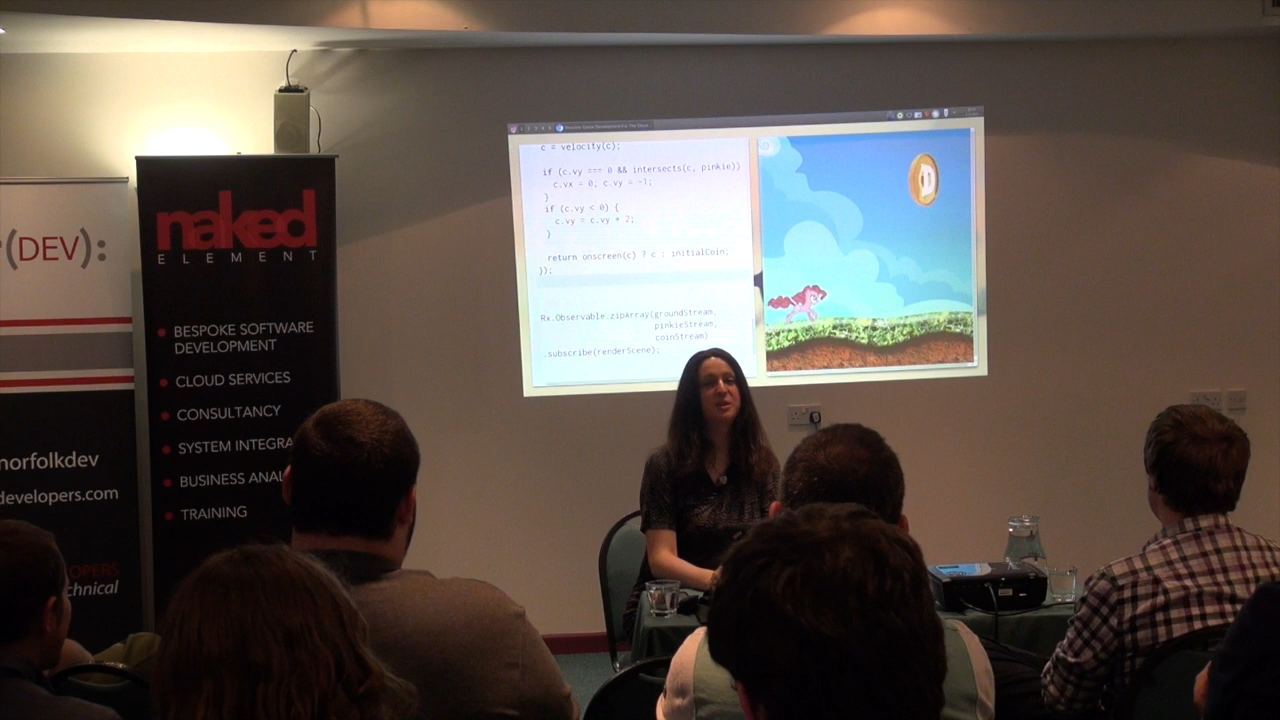 (DEV):
norfolkdev
developers.com
OPERS
chnical
naked
ELEMENT
BESPOKE SOFTWARE
DEVELOPMENT
CLOUD SERVICES
CONSULTANCY
SYSTEM INTEGRA
BUSINESS ANAL
TRAINING
c = velocity(c);
if (c.vy === 0 && intersects(c, pinkie))
c.vx = 0; c.vy = -1;
}
if (c.vy < 0) {
c.vy = c.vy * 2;
}
return onscreen(c) ? c : initialCoin;
});
Rx.Observable.zipArray(groundStream,
pinkieStream,
coinStream)
.subscribe(renderScene);